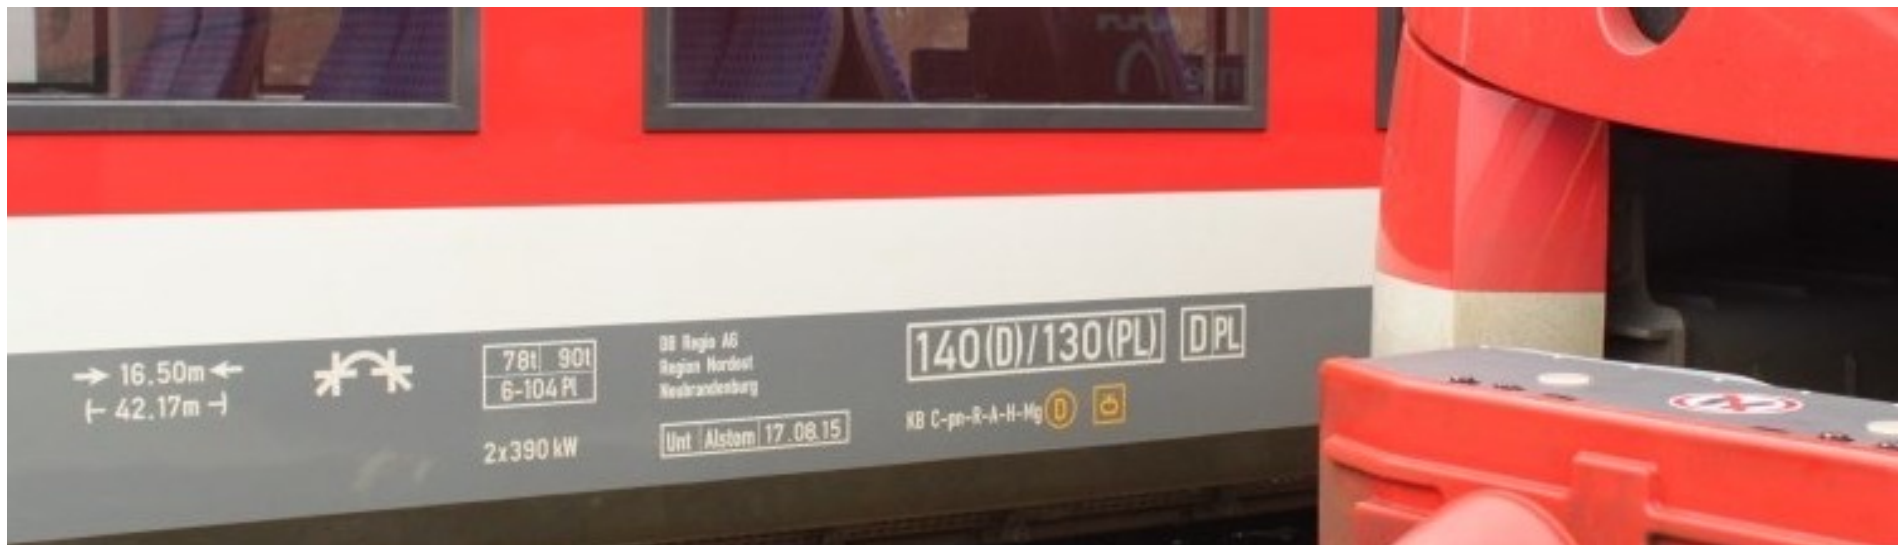 16.50m
42.17m
78t 90t
6-104 Pl
2x390 kW
DB Regio AG
Region Nordost
Neubrandenburg
Unt Alstom 17.08.15
140(D)/130(PL)
D PL
KB C-pn-R-A-H-Mg D